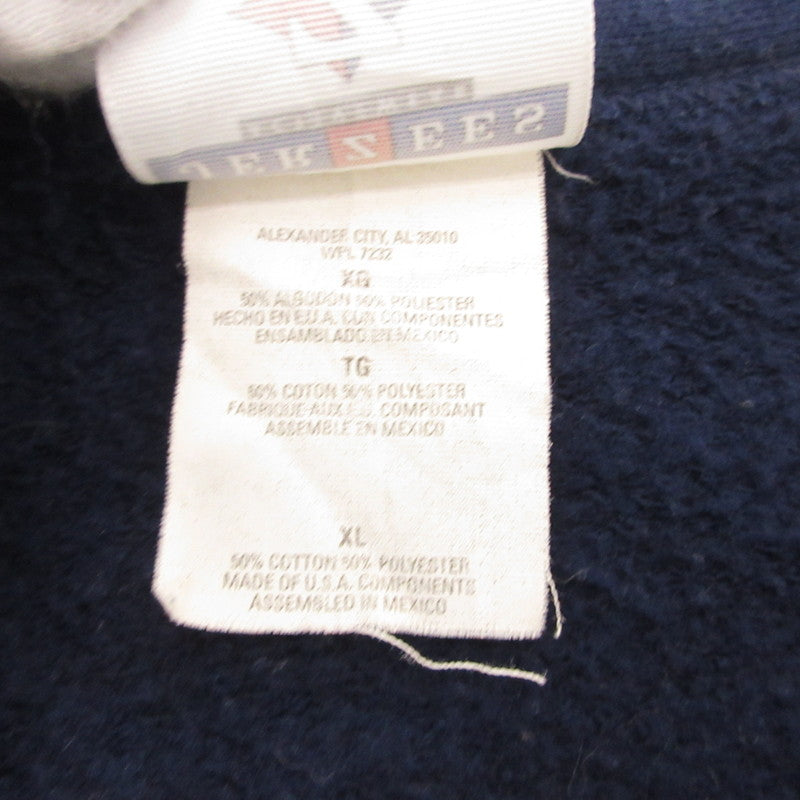 JERZEES
ALEXANDER CITY, AL 35010
WPL 7232
XG
50% ALGODON 50% POLIESTER
HECHO EN E.U.A. CON COMPONENTES
ENSAMBLADO EN MEXICO
TG
50% COTON 50% POLYESTER
FABRIQUE AUX E.U. COMPOSANT
ASSEMBLE EN MEXICO
XL
50% COTTON 50% POLYESTER
MADE OF U.S.A. COMPONENTS
ASSEMBLED IN MEXICO